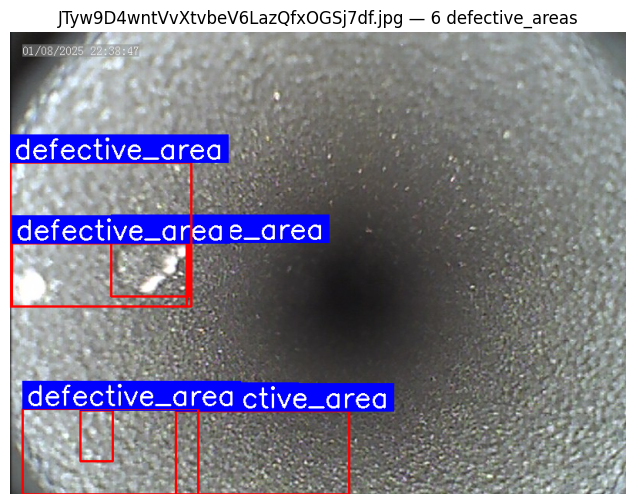 JTyw9D4wntVvXtvbeV6LazQfxOGSj7df.jpg — 6 defective_areas
01/08/2025 22:38:47
defective_area
defective_area e_area
defective_area ctive_area